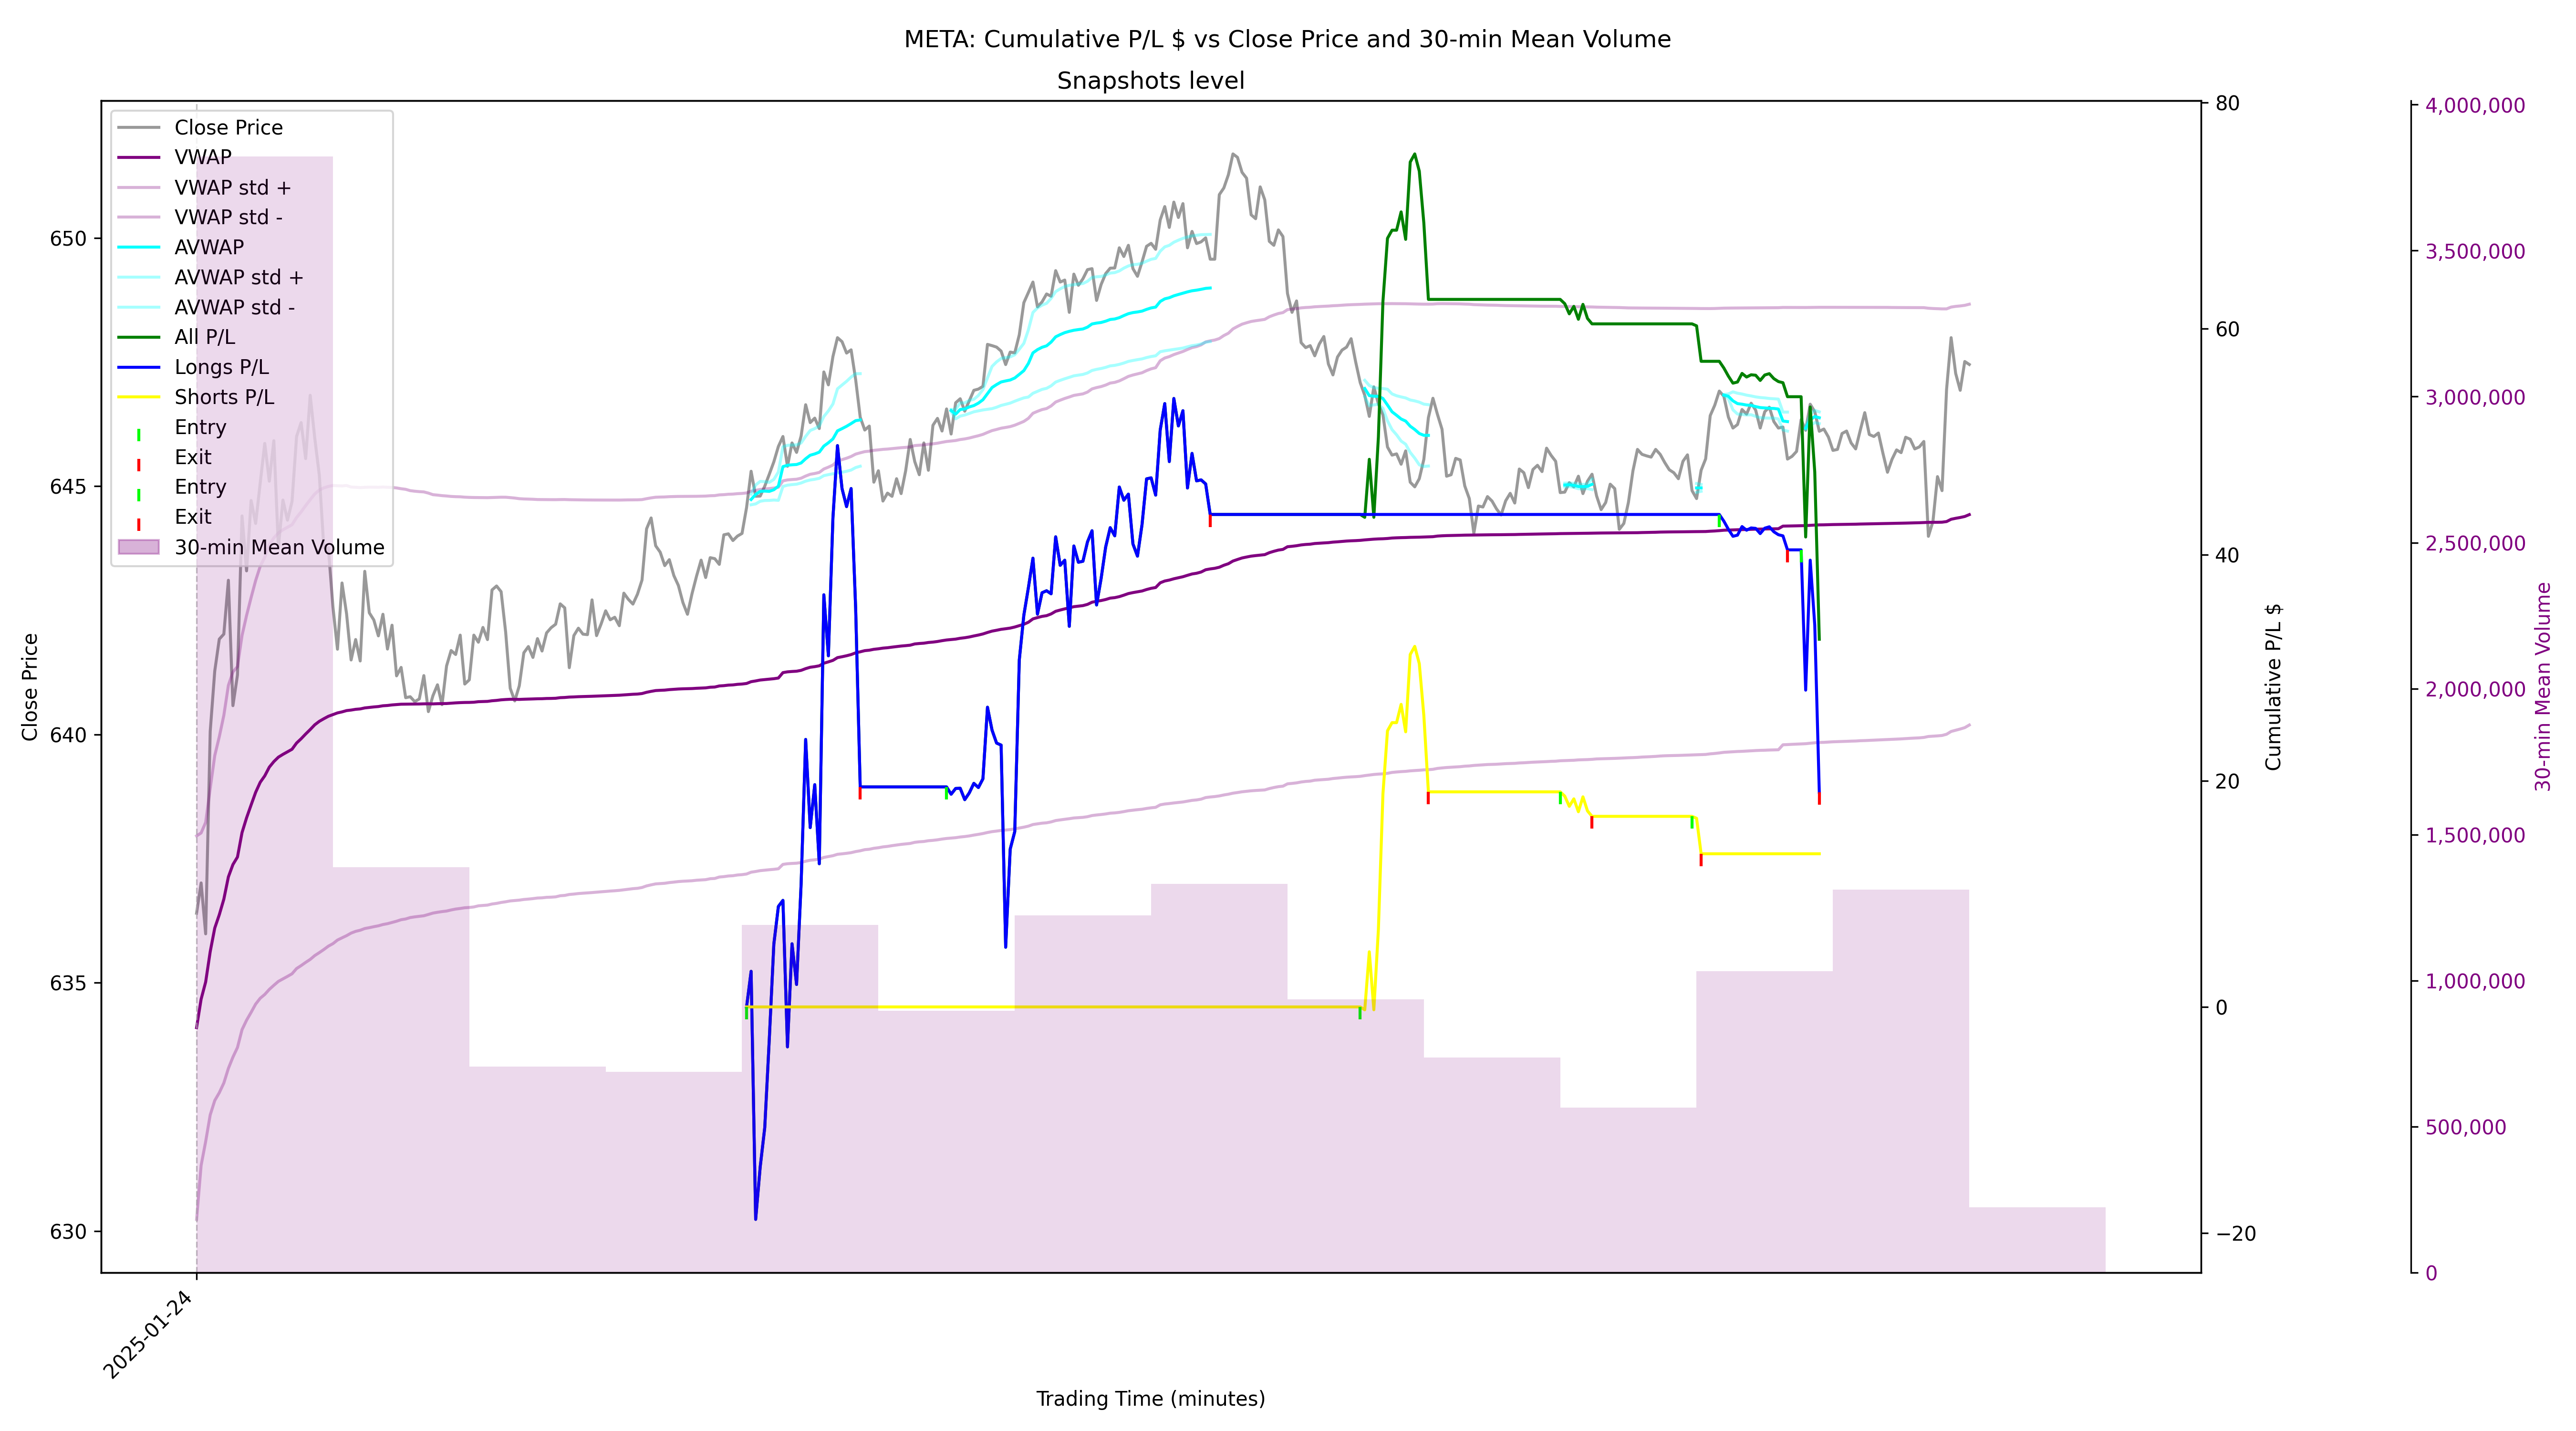 META: Cumulative P/L $ vs Close Price and 30-min Mean Volume
Snapshots level
Close Price
VWAP
VWAP std +
VWAP std -
AVWAP
AVWAP std +
AVWAP std -
All P/L
Longs P/L
Shorts P/L
Entry
Exit
Entry
Exit
30-min Mean Volume
650
645
640
635
630
Close Price
80
60
40
20
0
−20
Cumulative P/L $
4,000,000
3,500,000
3,000,000
2,500,000
2,000,000
1,500,000
1,000,000
500,000
0
30-min Mean Volume
2025-01-24
Trading Time (minutes)